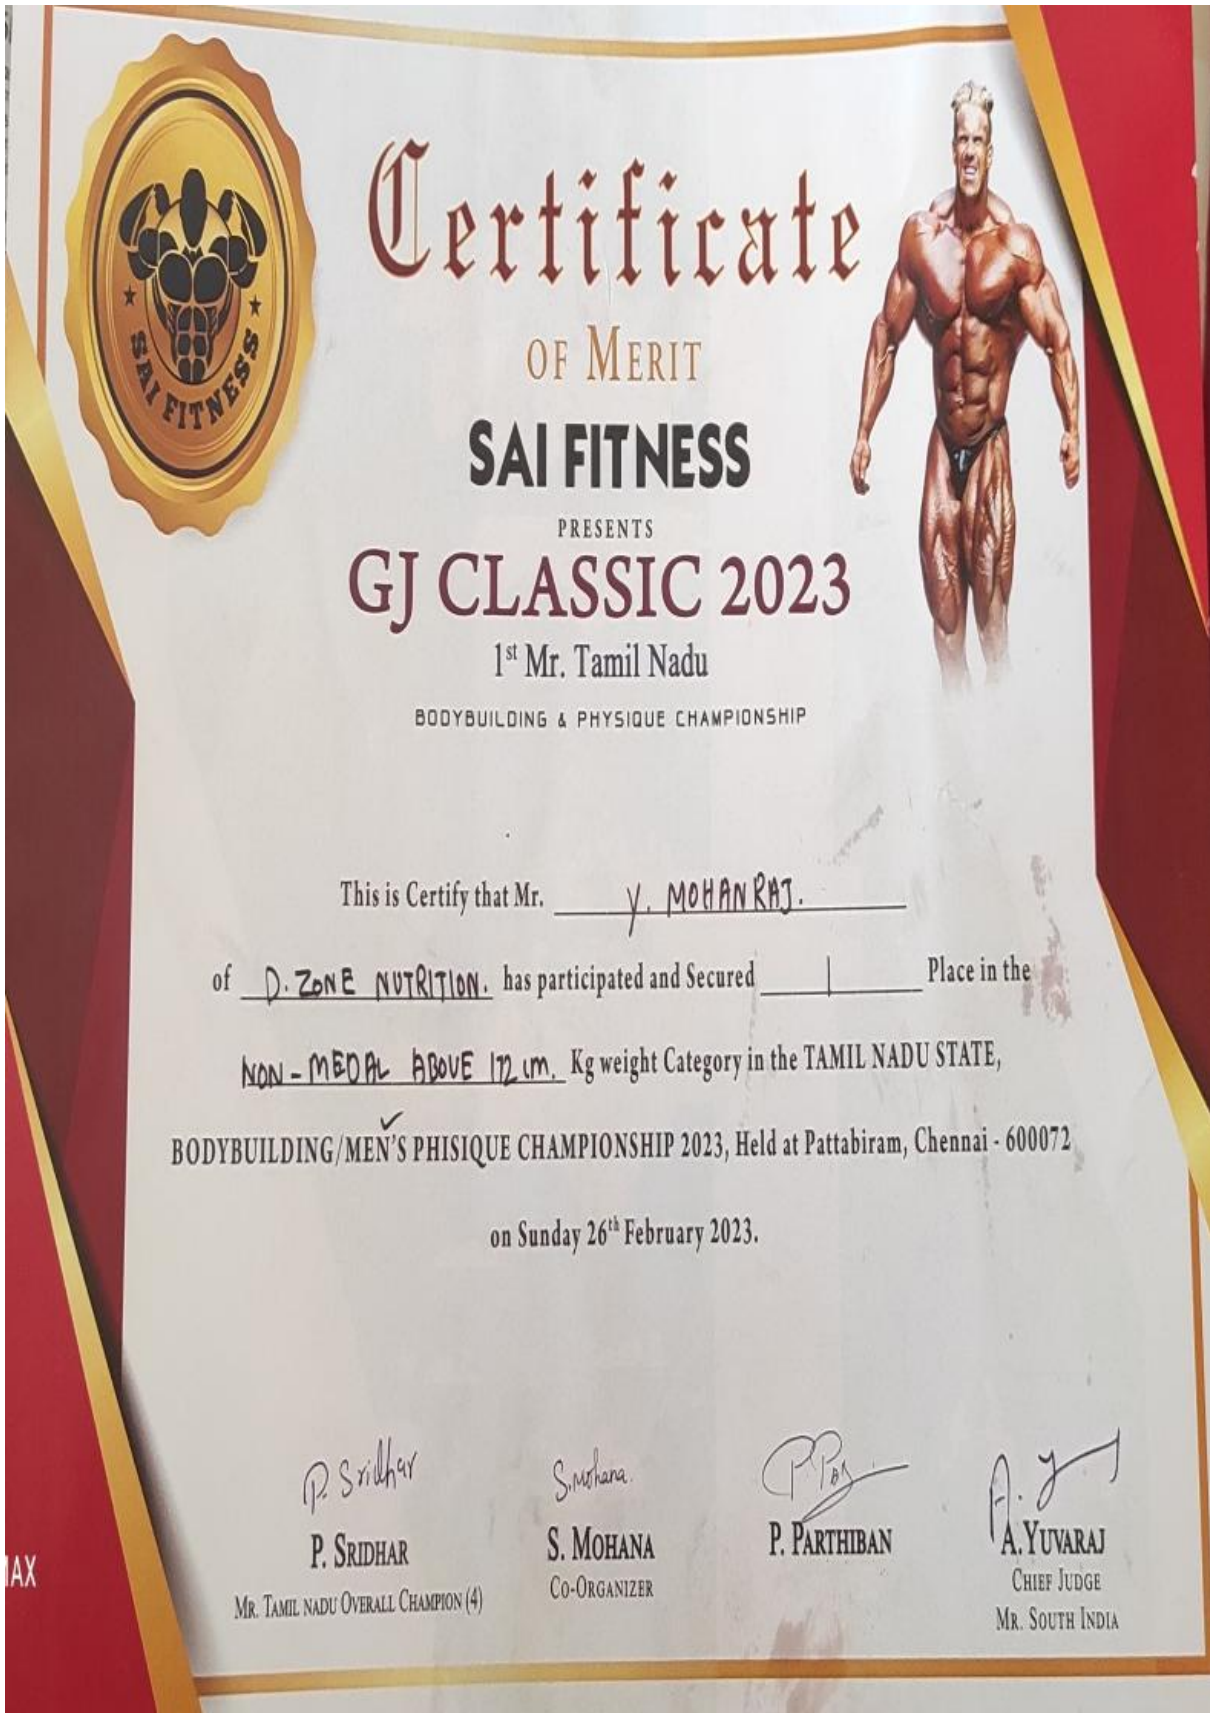 SAI FITNESS
Certificate
OF MERIT
SAI FITNESS
PRESENTS
GJ CLASSIC 2023
1st Mr. Tamil Nadu
BODYBUILDING & PHYSIQUE CHAMPIONSHIP
This is Certify that Mr. Y. MOHANRAJ.
of D. ZONE NUTRITION. has participated and Secured 1 Place in the
NON-MEDAL ABOVE 172 cm. Kg weight Category in the TAMIL NADU STATE,
BODYBUILDING/MEN'S PHISIQUE CHAMPIONSHIP 2023, Held at Pattabiram, Chennai - 600072
on Sunday 26th February 2023.
P. Sridhar S.Mohana.
P. SRIDHAR S. MOHANA P. PARTHIBAN A.YUVARAJ
MR. TAMIL NADU OVERALL CHAMPION (4) CO-ORGANIZER CHIEF JUDGE
MR. SOUTH INDIA